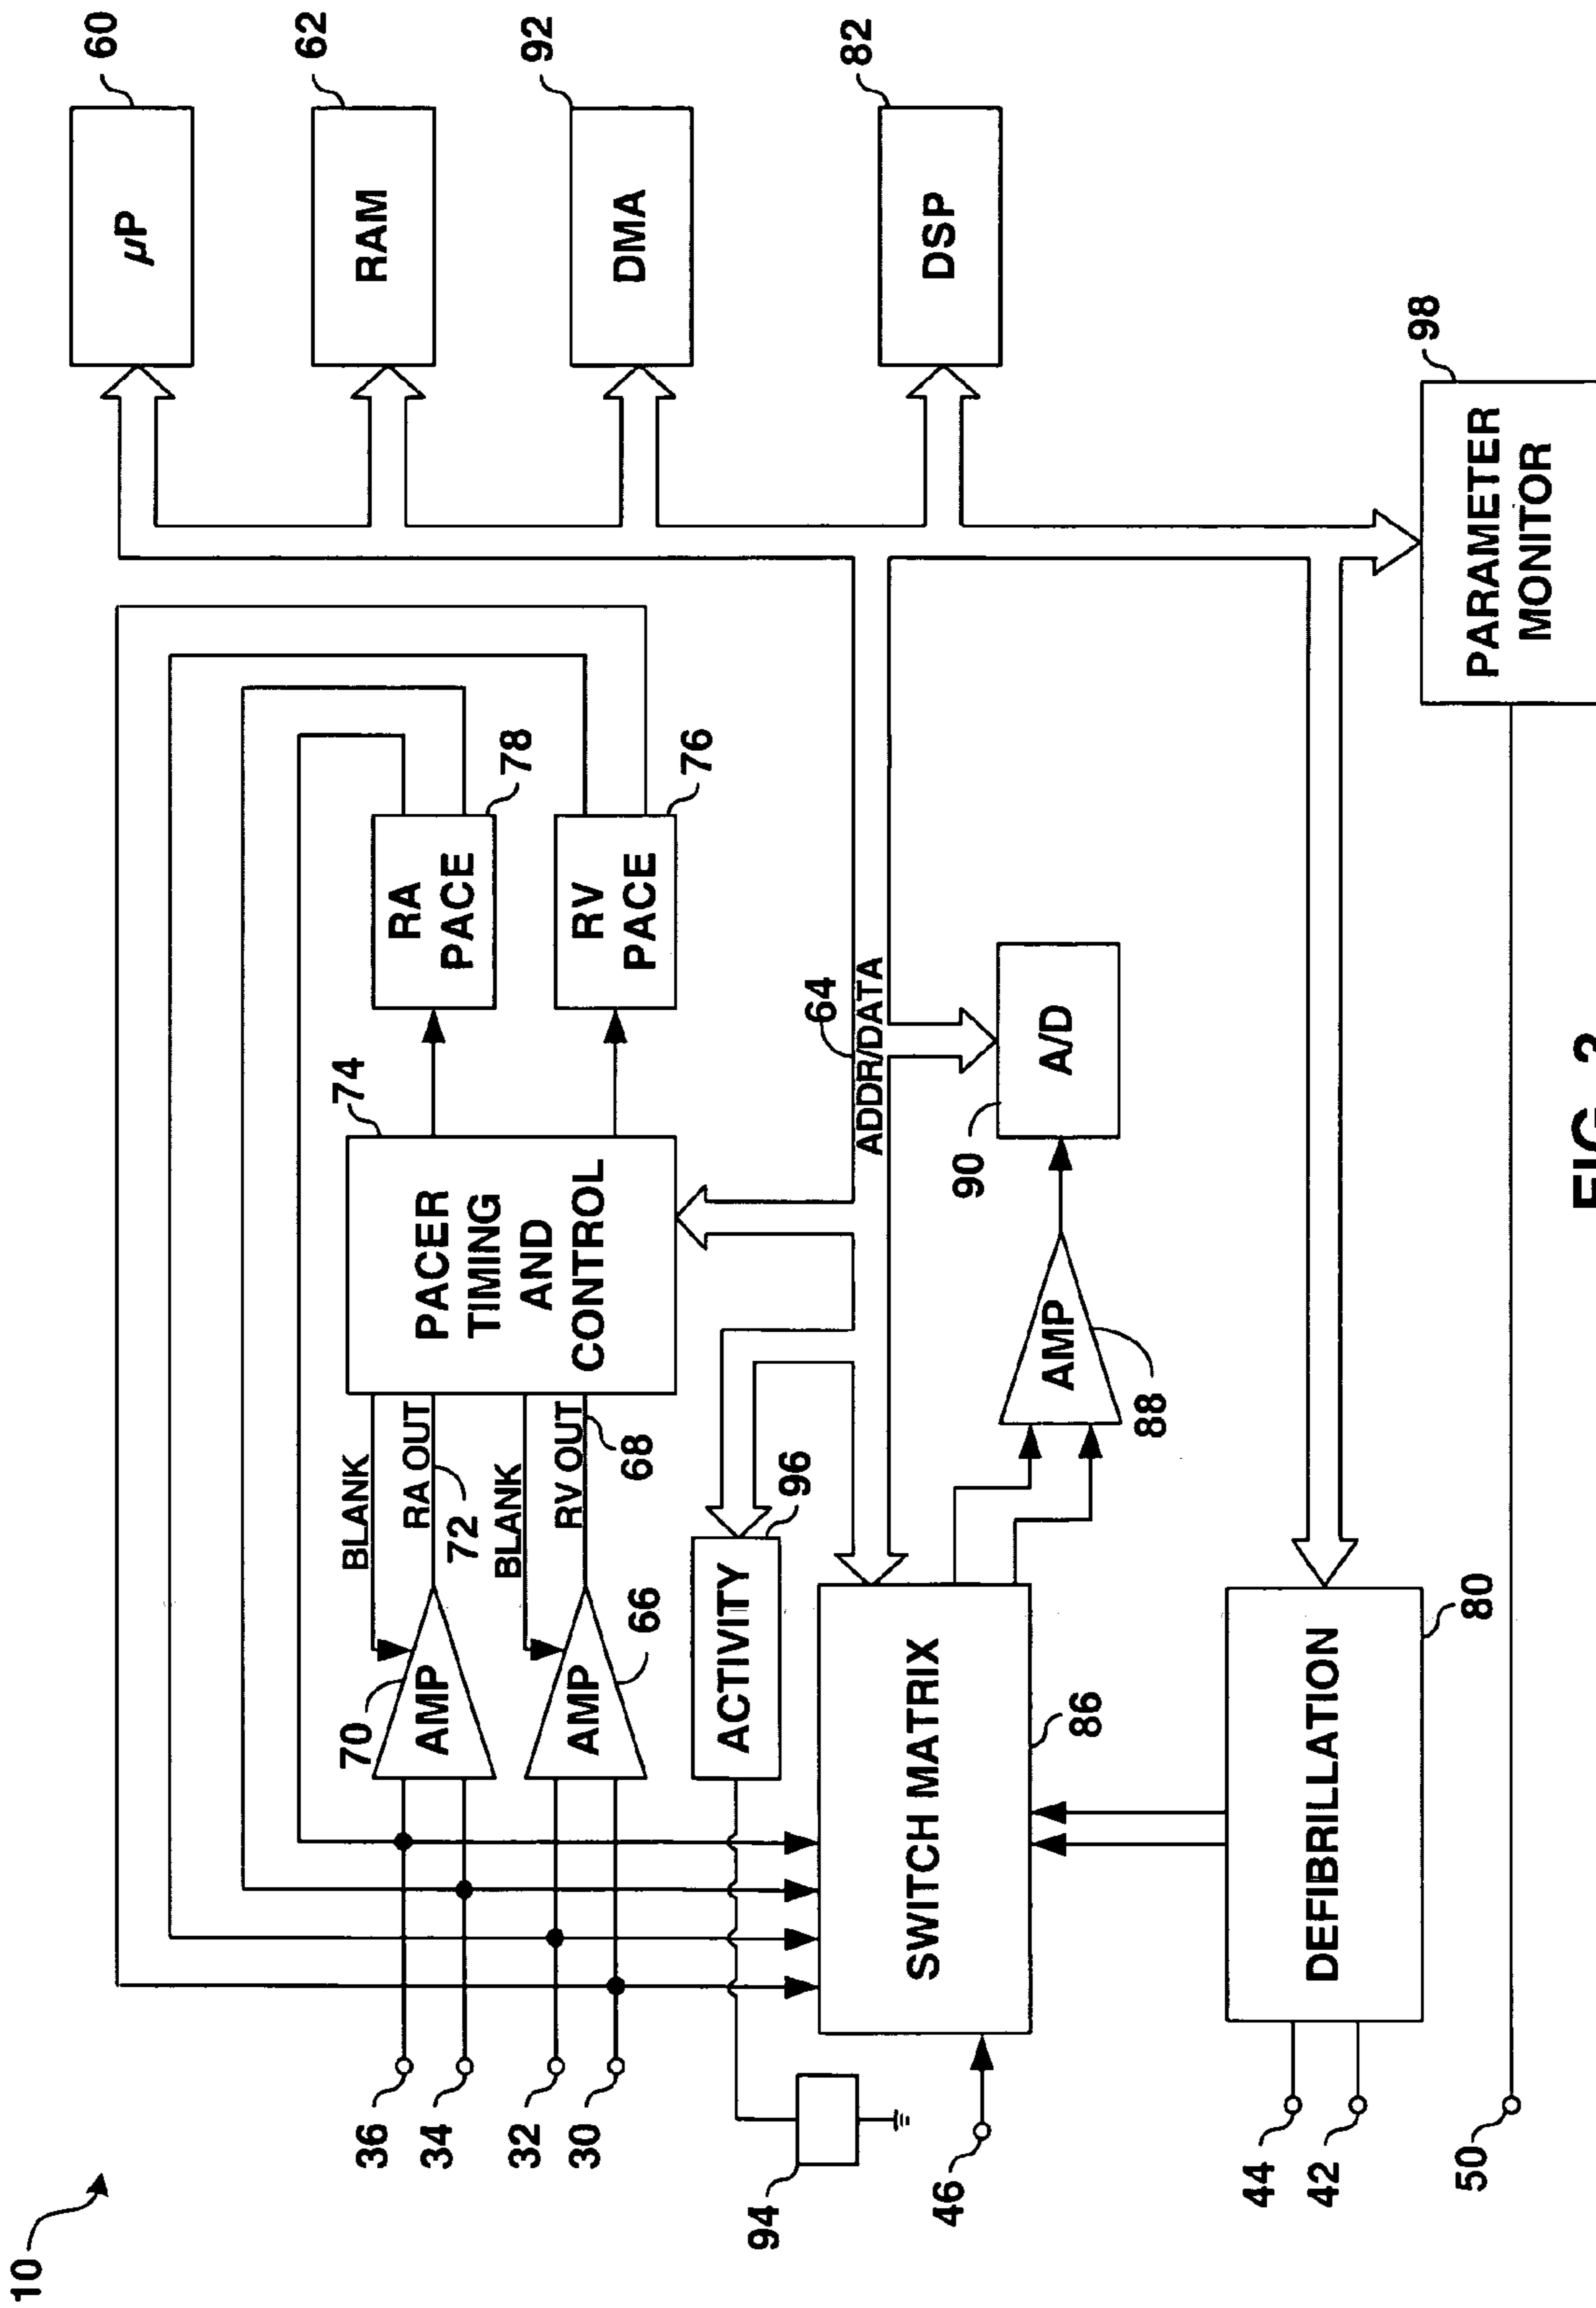 10
36
34
32
30
94
46
44
42
50
70
AMP
BLANK
RA OUT
72
AMP
66
BLANK
RV OUT
68
PACER
TIMING
AND
CONTROL
74
RA
PACE
78
RV
PACE
76
ACTIVITY
96
SWITCH MATRIX
86
AMP
88
A/D
90
64
ADDR/DATA
DEFIBRILLATION
80
µP
60
RAM
62
DMA
92
DSP
82
PARAMETER
MONITOR
98